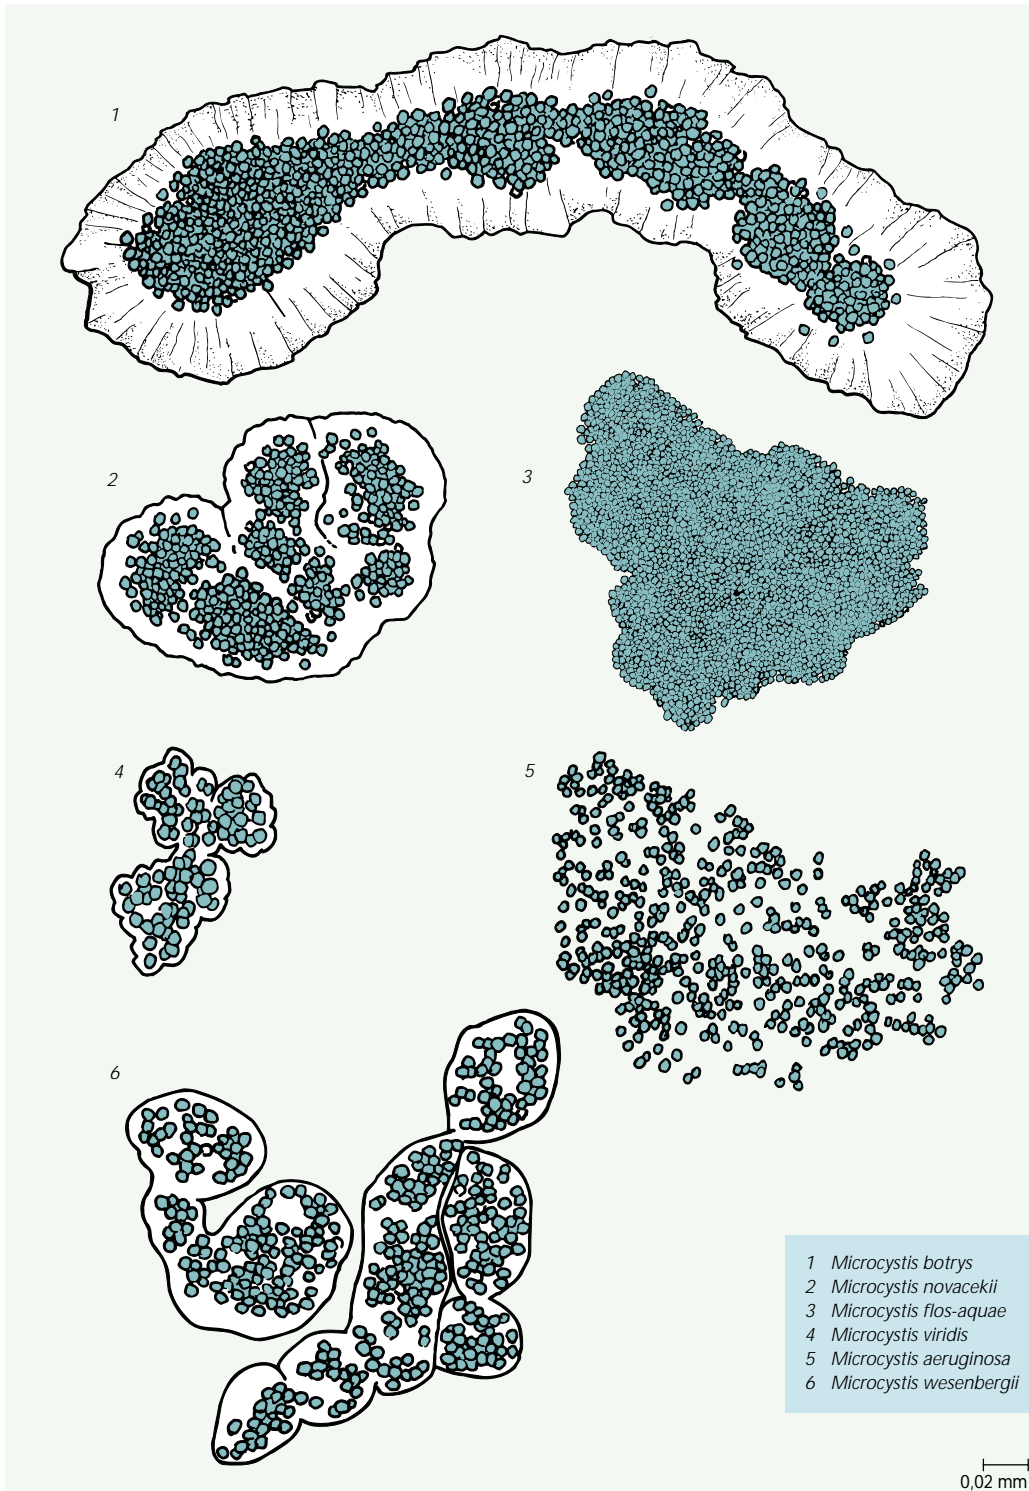 1
2
3
4
5
6
1 Microcystis botrys
2 Microcystis novacekii
3 Microcystis flos-aquae
4 Microcystis viridis
5 Microcystis aeruginosa
6 Microcystis wesenbergii
0,02 mm